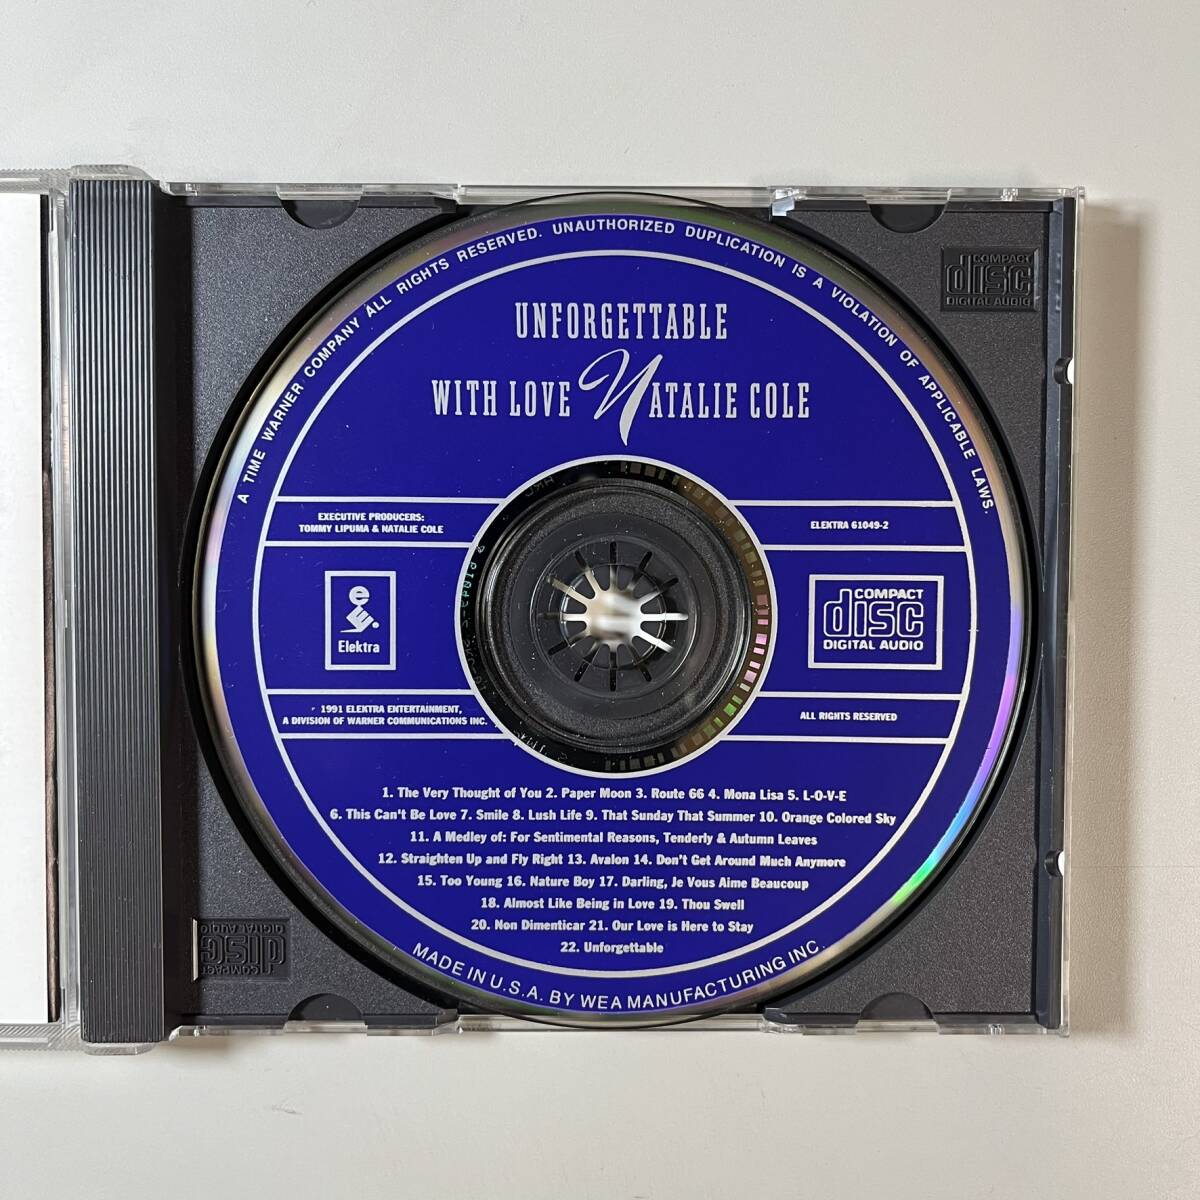 A TIME WARNER COMPANY ALL RIGHTS RESERVED. UNAUTHORIZED DUPLICATION IS A VIOLATION OF APPLICABLE LAWS.
COMPACT
disc
DIGITAL AUDIO
UNFORGETTABLE
WITH LOVE NATALIE COLE
EXECUTIVE PRODUCERS:
TOMMY LIPUMA & NATALIE COLE
ELEKTRA 61049-2
e
Elektra
COMPACT
disc
DIGITAL AUDIO
1991 ELEKTRA ENTERTAINMENT,
A DIVISION OF WARNER COMMUNICATIONS INC.
ALL RIGHTS RESERVED
1. The Very Thought of You 2. Paper Moon 3. Route 66 4. Mona Lisa 5. L-O-V-E
6. This Can't Be Love 7. Smile 8. Lush Life 9. That Sunday That Summer 10. Orange Colored Sky
11. A Medley of: For Sentimental Reasons, Tenderly & Autumn Leaves
12. Straighten Up and Fly Right 13. Avalon 14. Don't Get Around Much Anymore
15. Too Young 16. Nature Boy 17. Darling, Je Vous Aime Beaucoup
18. Almost Like Being in Love 19. Thou Swell
20. Non Dimenticar 21. Our Love is Here to Stay
22. Unforgettable
MADE IN U.S.A. BY WEA MANUFACTURING INC.
COMPACT
disc
DIGITAL AUDIO